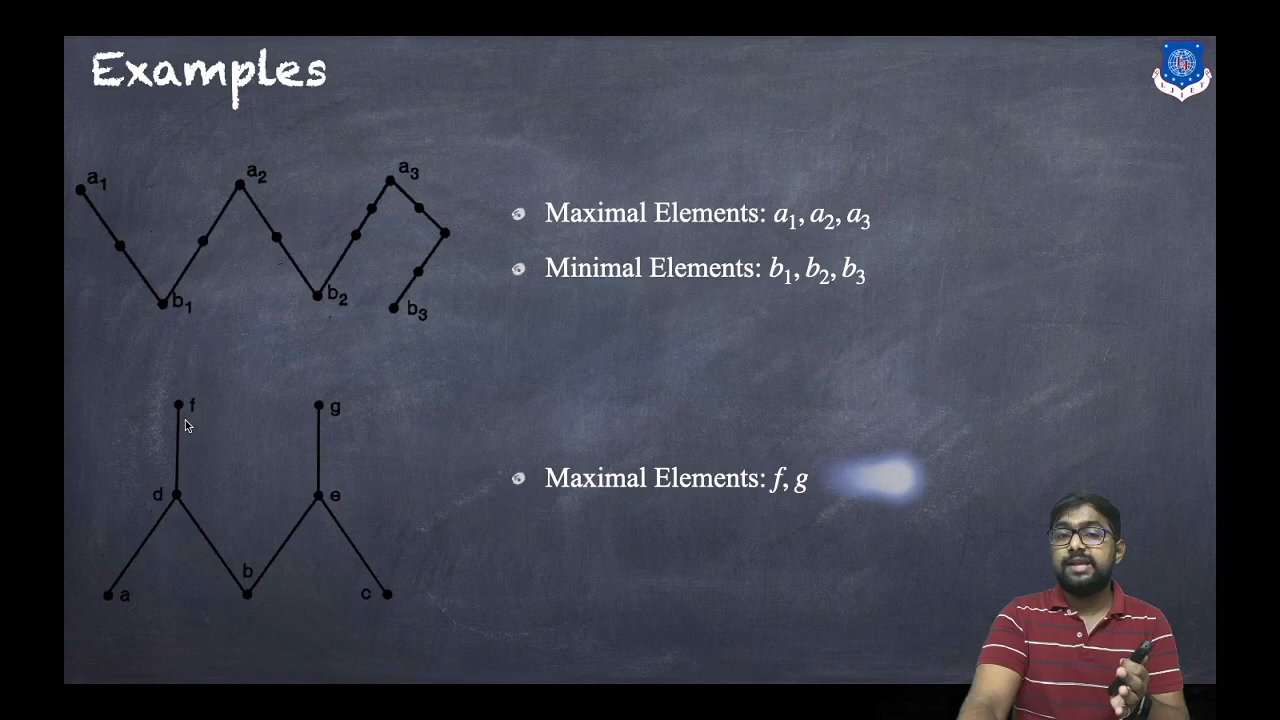 Examples
a1
a2
a3
b1
b2
b3
Maximal Elements: a1, a2, a3
Minimal Elements: b1, b2, b3
f
g
d
e
b
a
c
Maximal Elements: f, g
LJIET